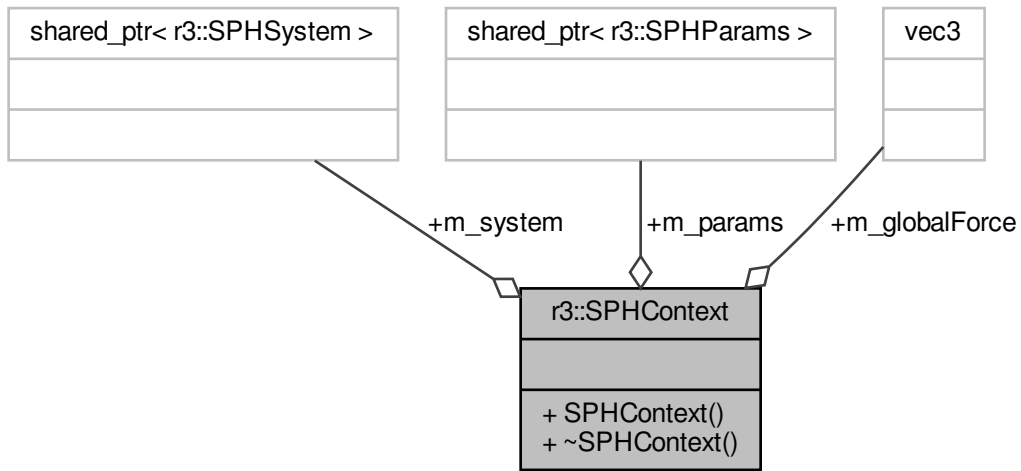 shared_ptr< r3::SPHSystem >
shared_ptr< r3::SPHParams >
vec3
+m_system
+m_params
+m_globalForce
r3::SPHContext
+ SPHContext()
+ ~SPHContext()